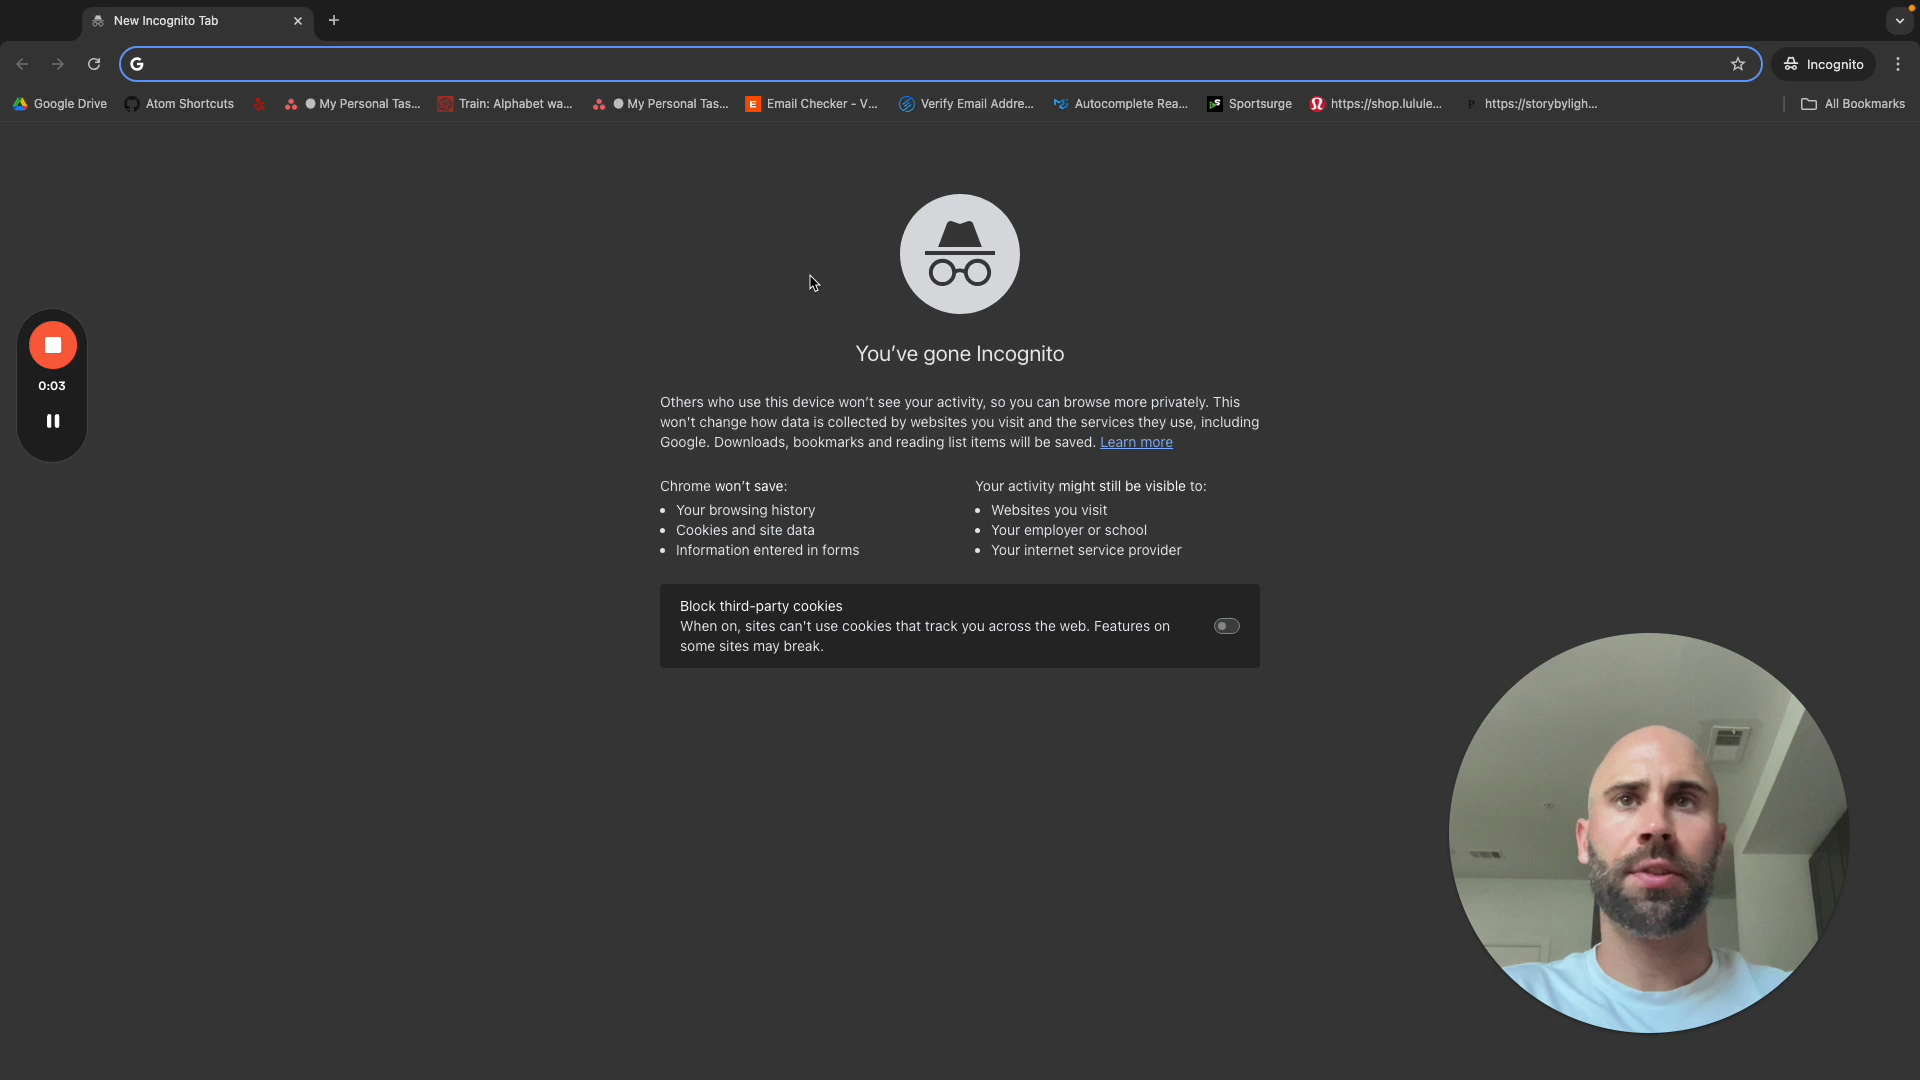 New Incognito Tab
Incognito
Google Drive
Atom Shortcuts
My Personal Tas...
Train: Alphabet wa...
My Personal Tas...
Email Checker - V...
Verify Email Addre...
Autocomplete Rea...
Sportsurge
https://shop.lulule...
https://storybyligh...
All Bookmarks
0:03
You've gone Incognito
Others who use this device won't see your activity, so you can browse more privately. This
won't change how data is collected by websites you visit and the services they use, including
Google. Downloads, bookmarks and reading list items will be saved. Learn more
Chrome won't save:
Your browsing history
Cookies and site data
Information entered in forms
Your activity might still be visible to:
Websites you visit
Your employer or school
Your internet service provider
Block third-party cookies
When on, sites can't use cookies that track you across the web. Features on
some sites may break.